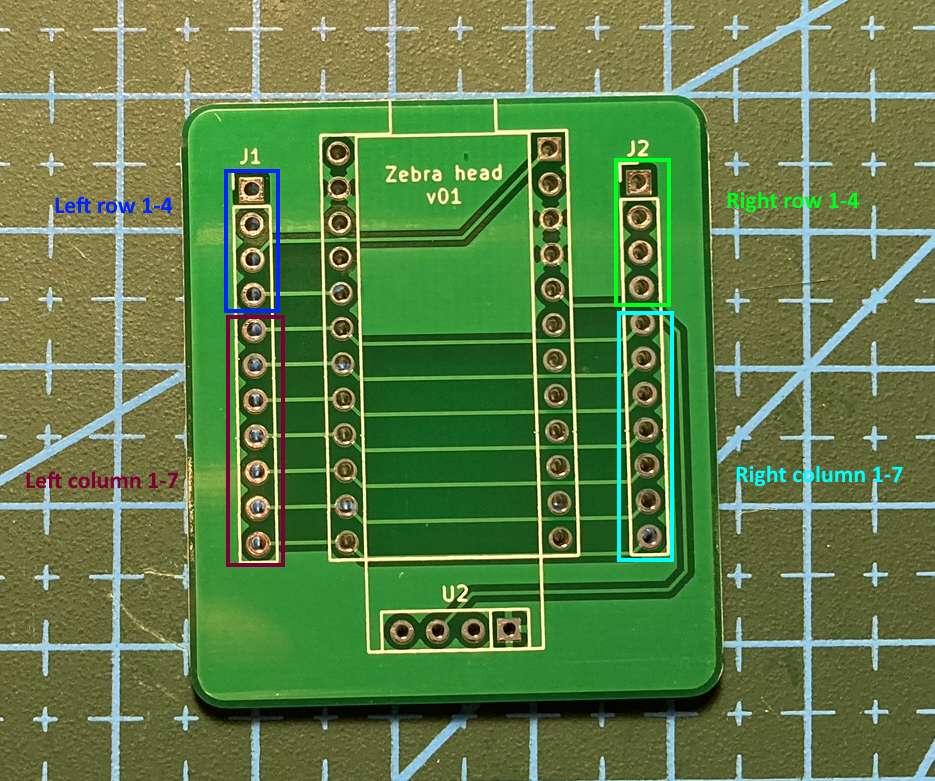 J1
J2
Zebra head
v01
Left row 1-4
Right row 1-4
Left column 1-7
Right column 1-7
U2